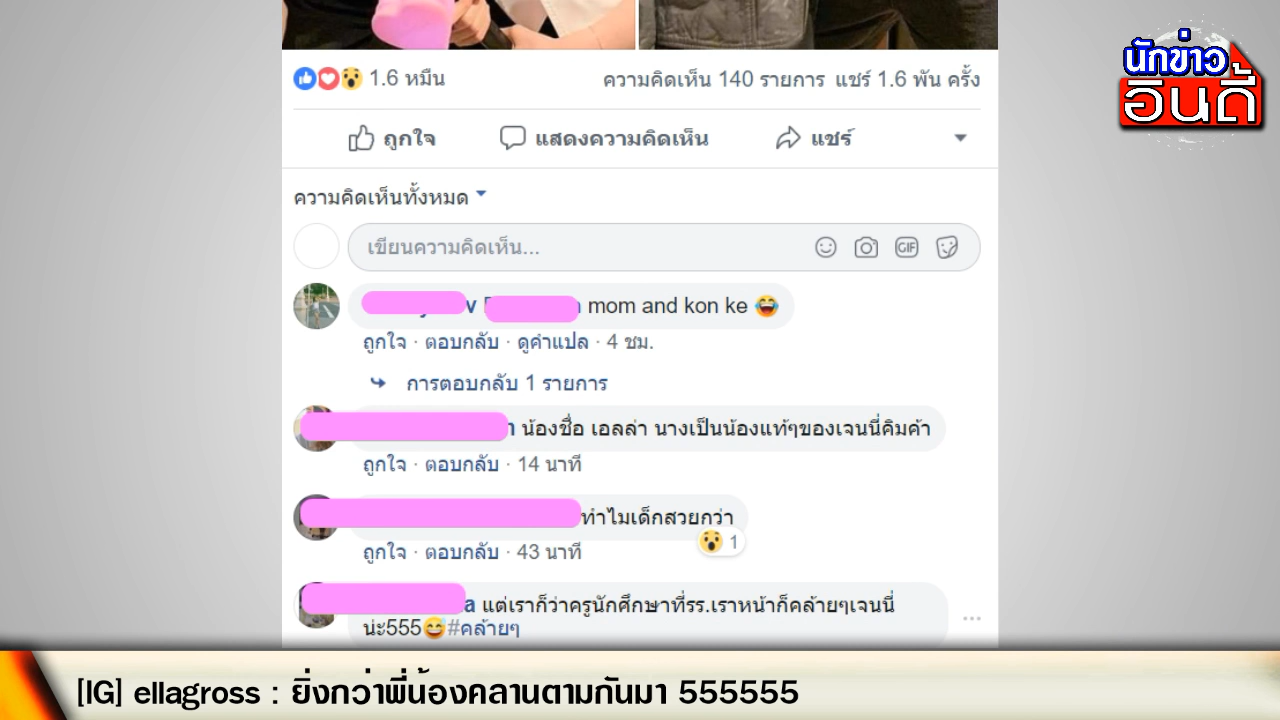 นักข่าว
อินดี้
1.6 หมื่น ความคิดเห็น 140 รายการ แชร์ 1.6 พัน ครั้ง
ถูกใจ แสดงความคิดเห็น แชร์
ความคิดเห็นทั้งหมด
เขียนความคิดเห็น... GIF
mom and kon ke 😂
ถูกใจ · ตอบกลับ · ดูคำแปล · 4 ชม.
การตอบกลับ 1 รายการ
น้องชื่อ เอลล่า นางเป็นน้องแท้ๆของเจนนี่คิมค้า
ถูกใจ · ตอบกลับ · 14 นาที
ทำไมเด็กสวยกว่า
😮 1
ถูกใจ · ตอบกลับ · 43 นาที
a แต่เราก็ว่าครูนักศึกษาที่รร.เราหน้าก็คล้ายๆเจนนี่
น่ะ555😅#คล้ายๆ
[IG] ellagross : ยิ่งกว่าพี่น้องคลานตามกันมา 555555